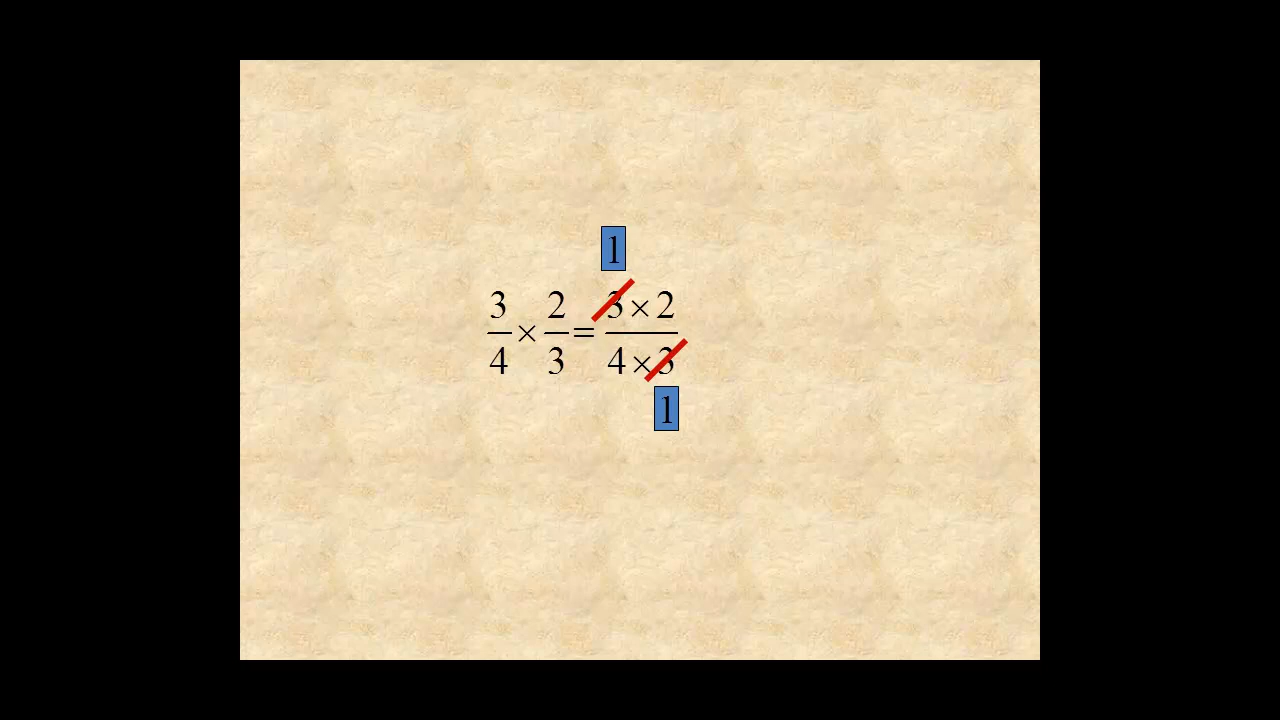 1
3/4 × 2/3 = 3 × 2 / 4 × 3
1